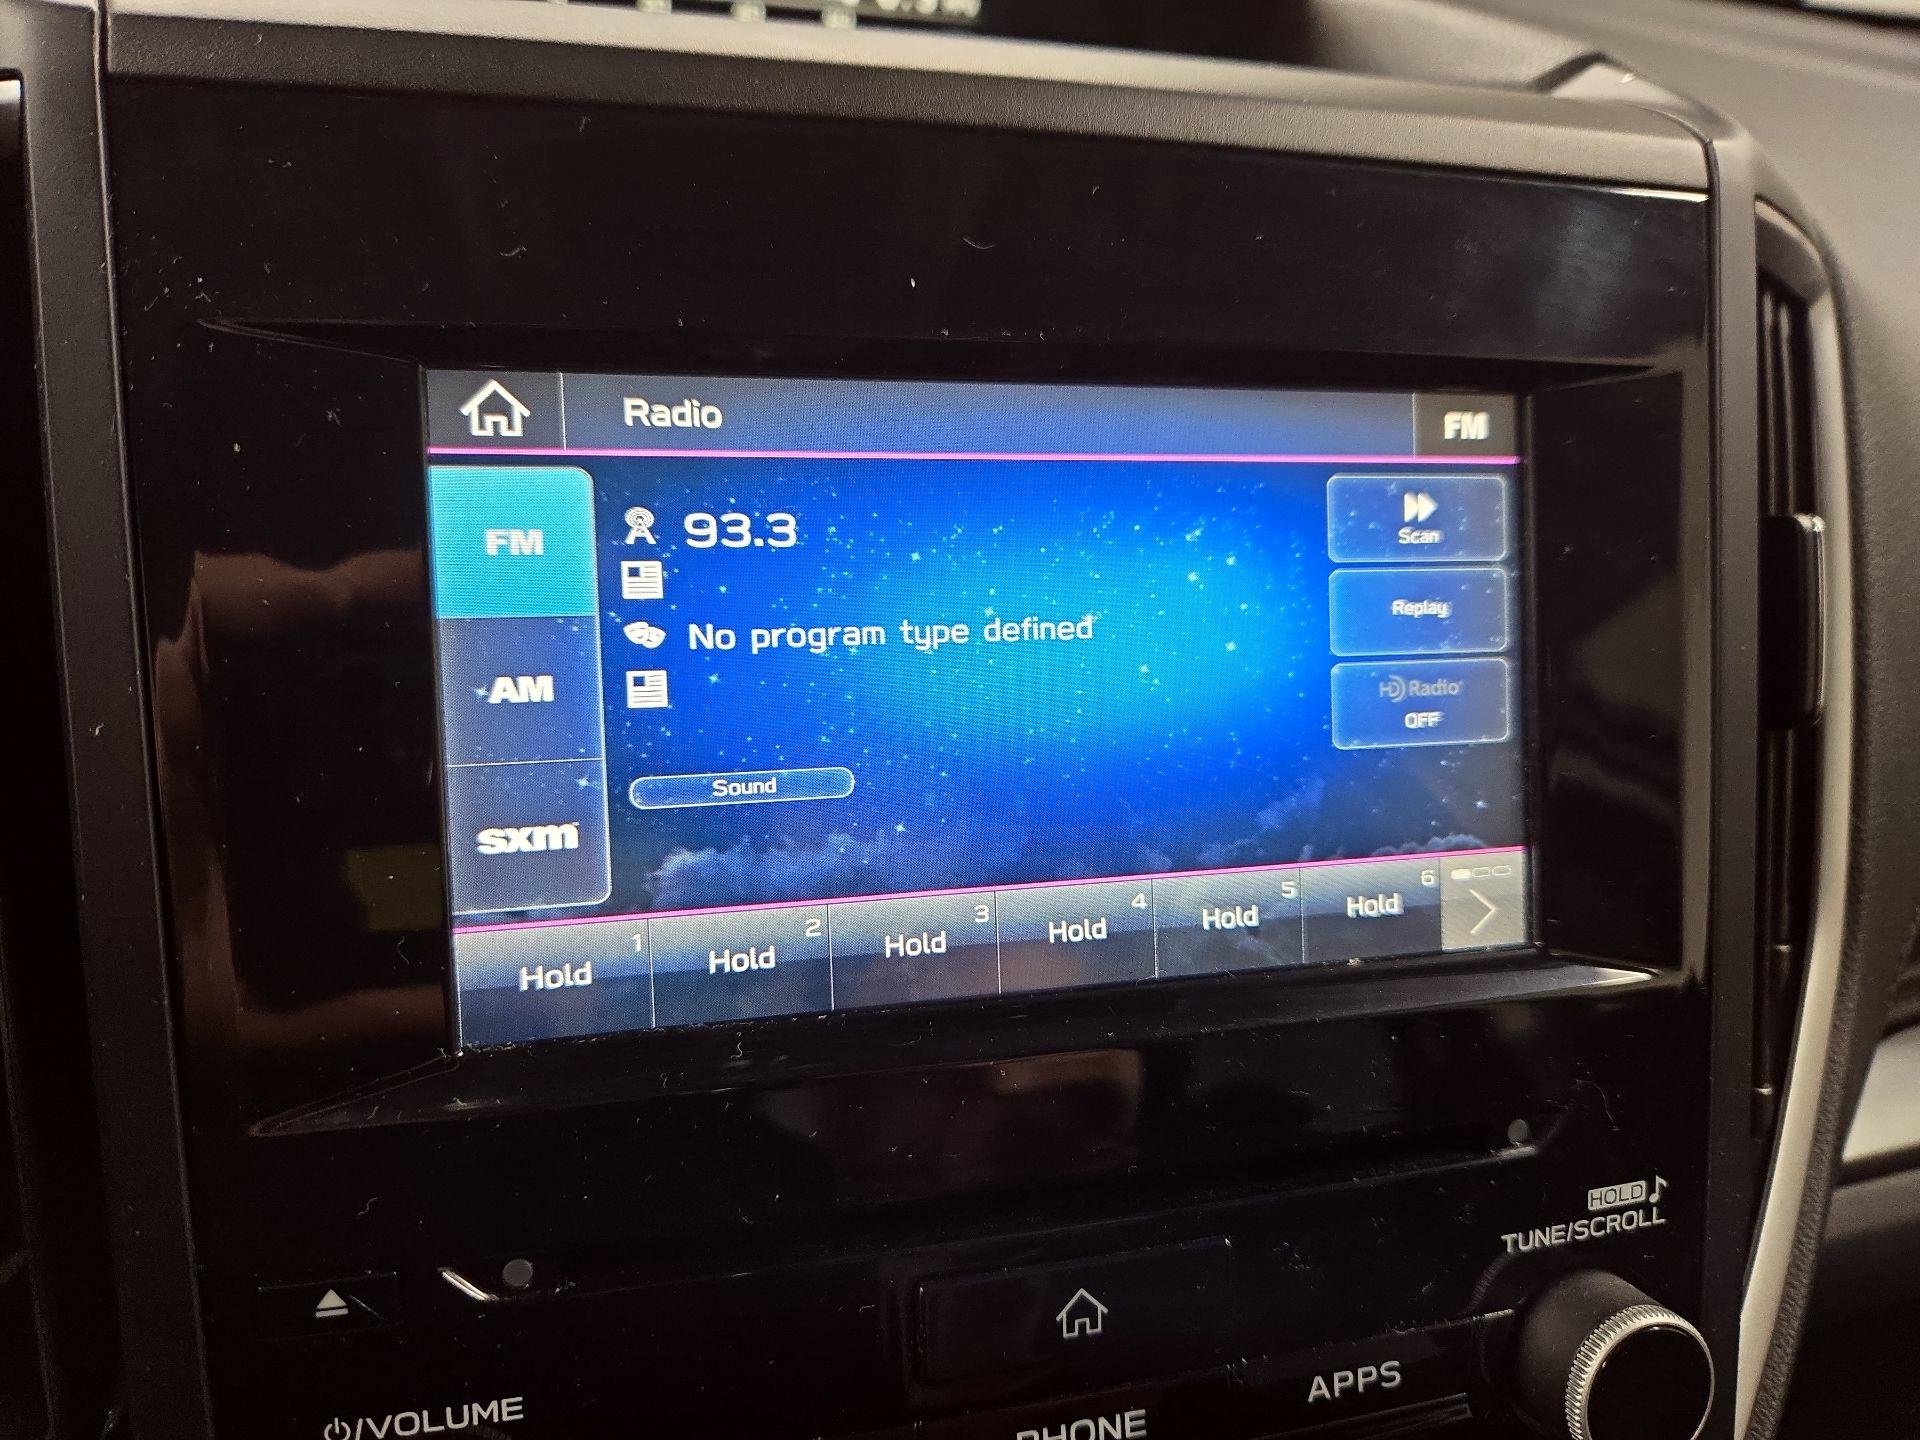 Radio
FM
FM
93.3
Scan
No program type defined
Replay
AM
HD Radio
OFF
Sound
sxm
1
Hold
2
Hold
3
Hold
4
Hold
5
Hold
6
Hold
HOLD
TUNE/SCROLL
APPS
/VOLUME
PHONE